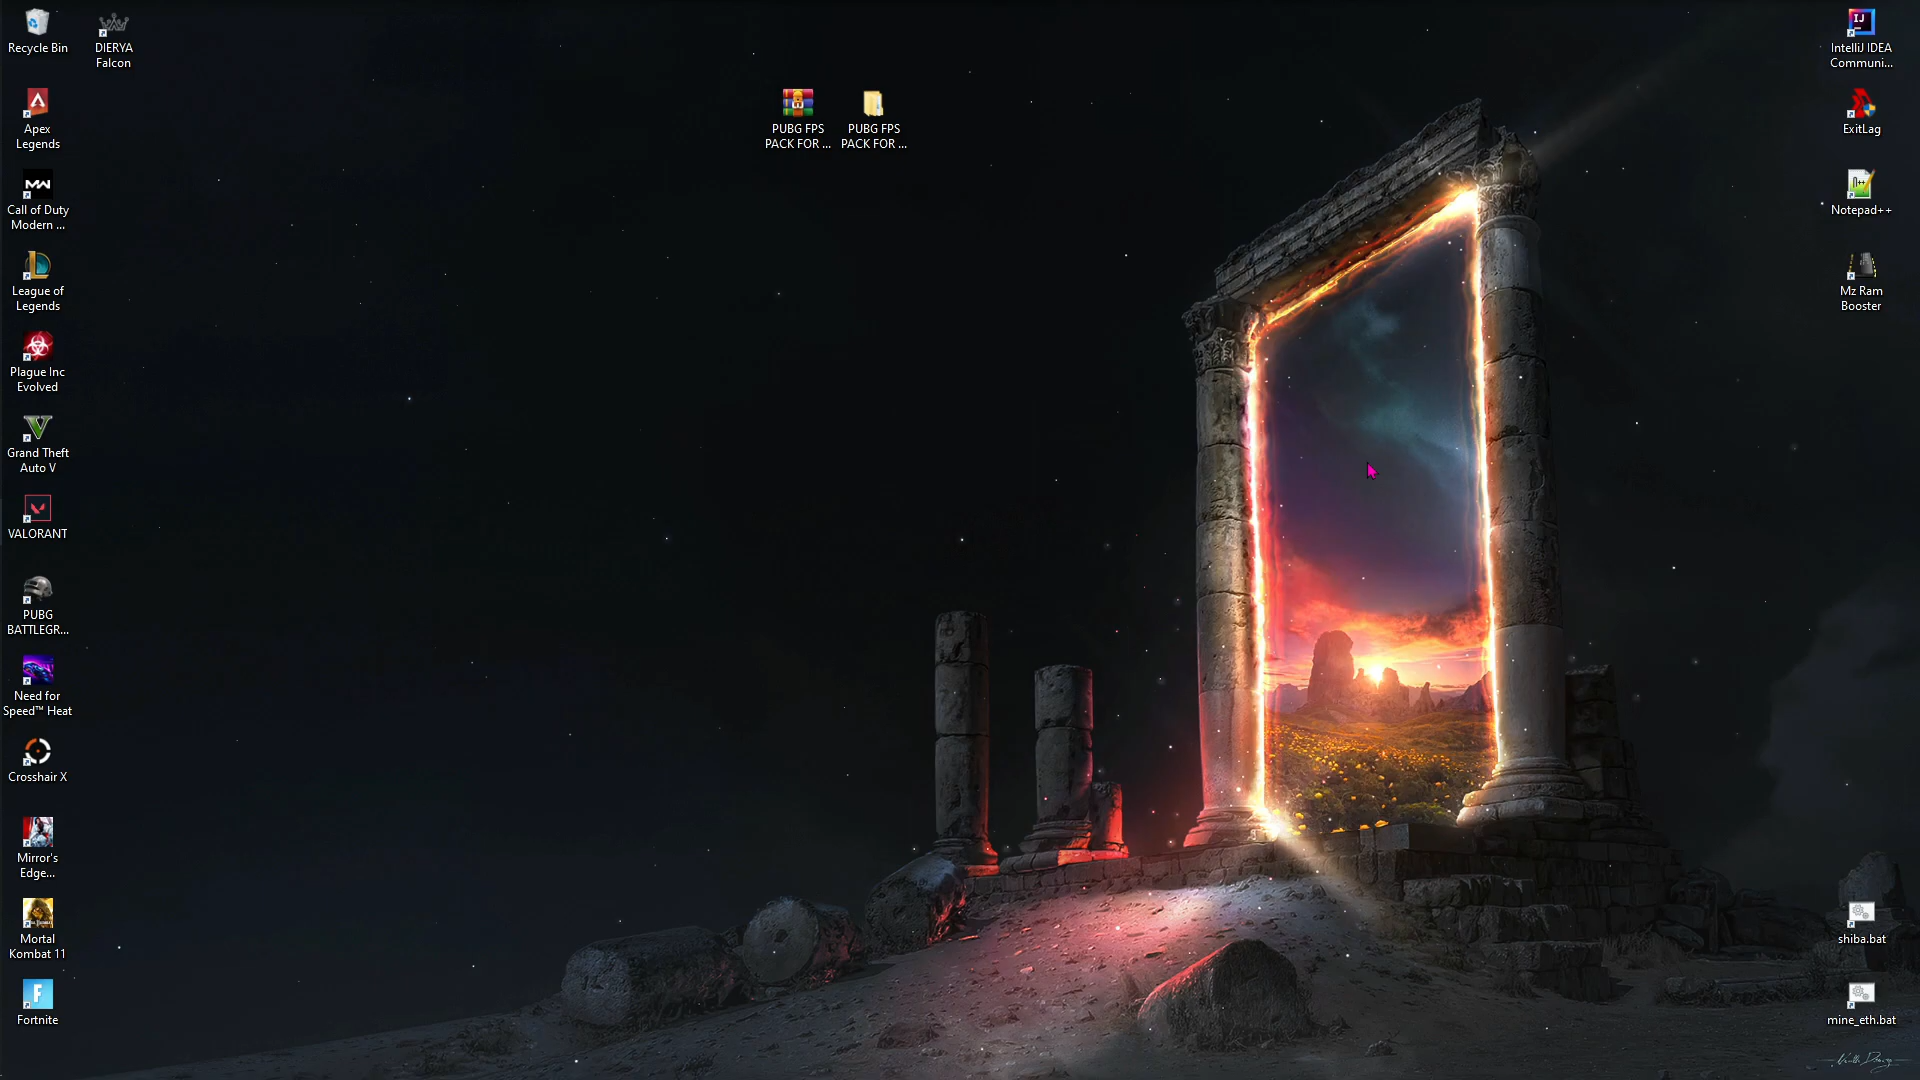 Recycle Bin
DIERYA
Falcon
Apex
Legends
Call of Duty
Modern ...
League of
Legends
Plague Inc
Evolved
Grand Theft
Auto V
VALORANT
PUBG
BATTLEGR...
Need for
Speed™ Heat
Crosshair X
Mirror's
Edge...
Mortal
Kombat 11
Fortnite
PUBG FPS
PACK FOR ...
PUBG FPS
PACK FOR ...
IntelliJ IDEA
Communi...
ExitLag
Notepad++
Mz Ram
Booster
shiba.bat
mine_eth.bat